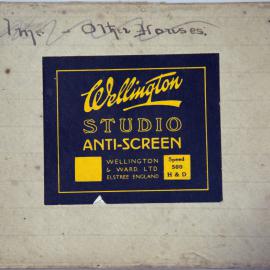 - Other Houses.
Wellington
STUDIO
ANTI-SCREEN
WELLINGTON
& WARD. LTD
ELSTREE ENGLAND
Speed
500
H & D